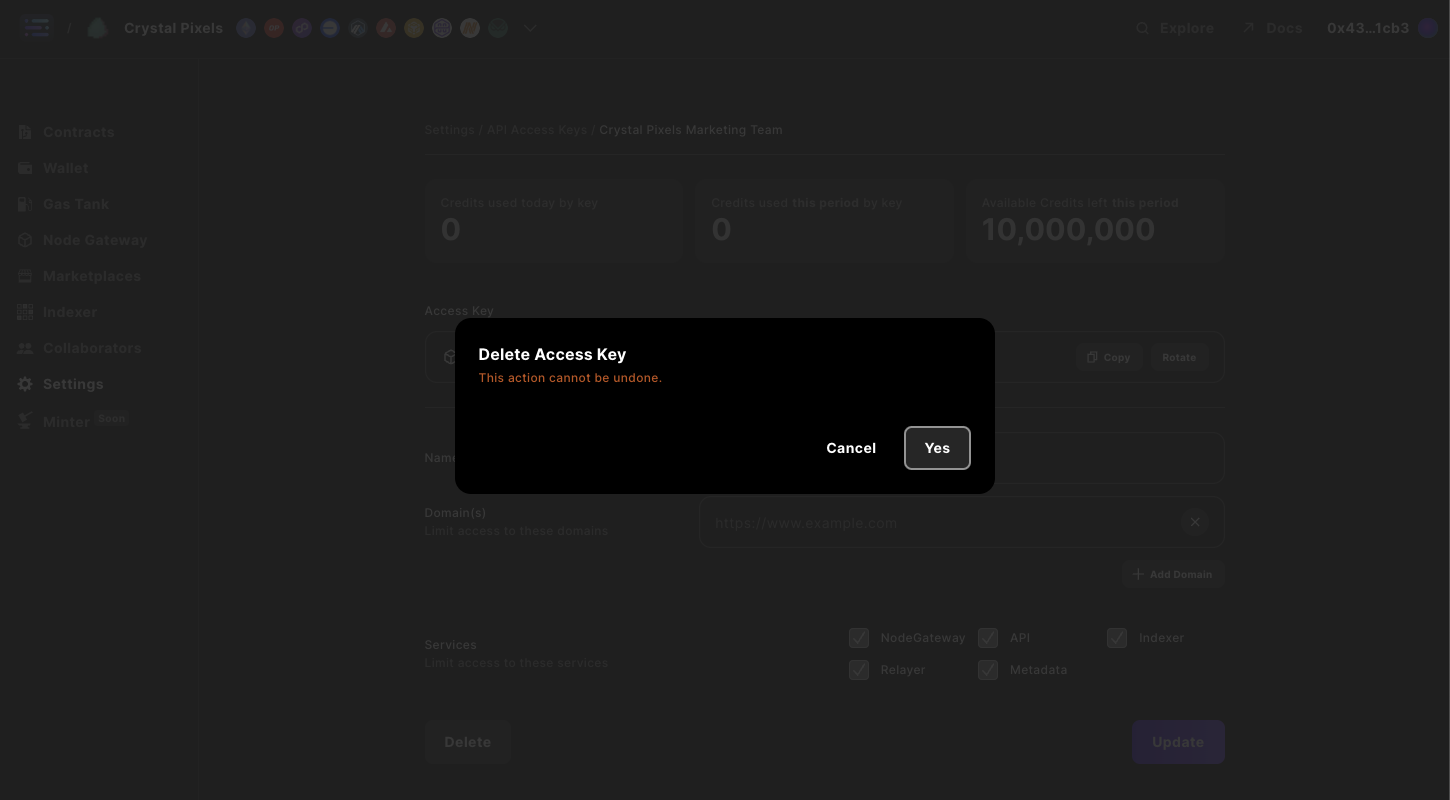 / Crystal Pixels
Explore Docs 0x43...1cb3
Contracts
Wallet
Gas Tank
Node Gateway
Marketplaces
Indexer
Collaborators
Settings
Minter Soon
Settings / API Access Keys / Crystal Pixels Marketing Team
Credits used today by key
0
Credits used this period by key
0
Available Credits left this period
10,000,000
Access Key
Copy Rotate
Delete Access Key
This action cannot be undone.
Cancel Yes
Name
Domain(s)
Limit access to these domains
https://www.example.com
Add Domain
Services
Limit access to these services
NodeGateway API Indexer
Relayer Metadata
Delete Update